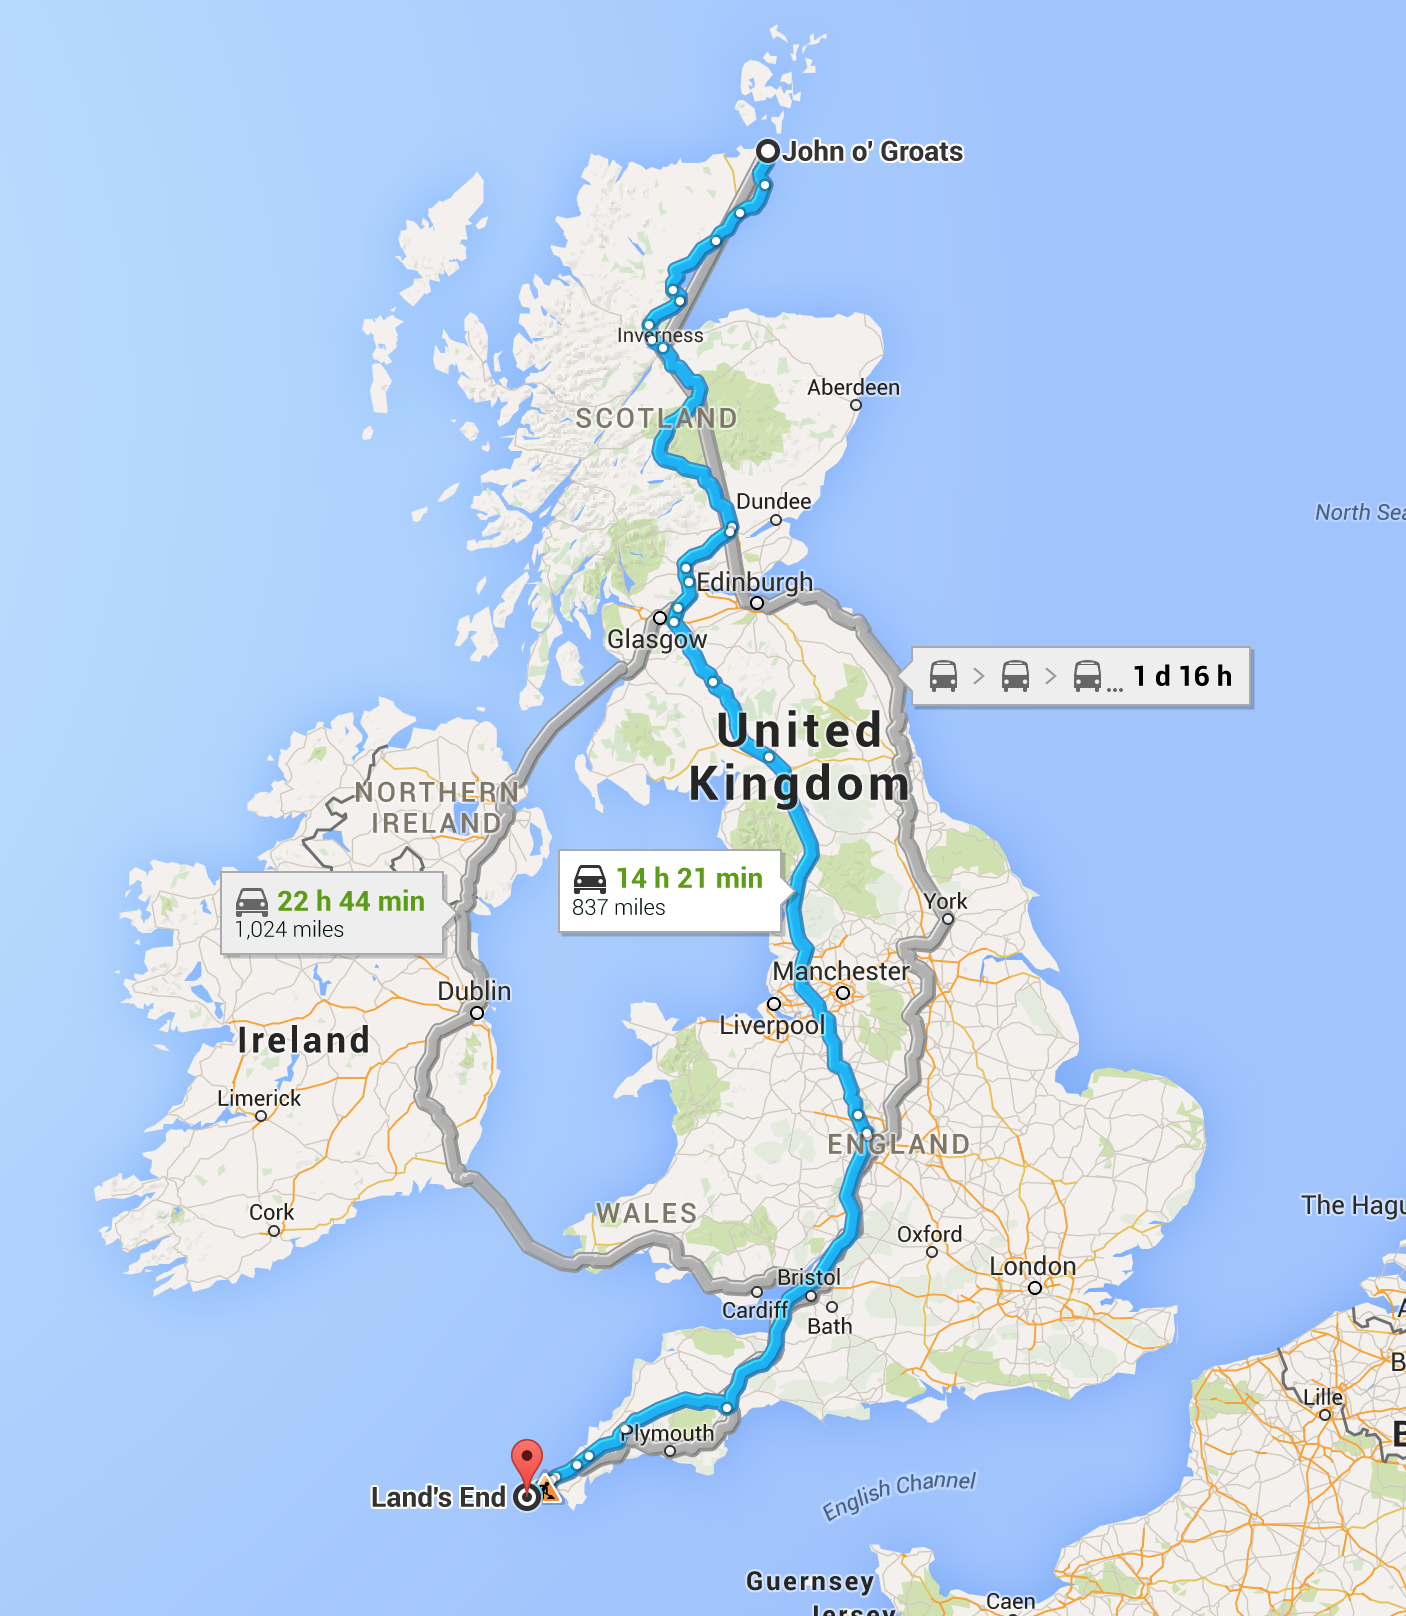 John o' Groats
Inverness
Aberdeen
SCOTLAND
Dundee
North Sea
Edinburgh
Glasgow
... 1 d 16 h
United
Kingdom
NORTHERN
IRELAND
14 h 21 min
837 miles
22 h 44 min
1,024 miles
York
Manchester
Dublin
Liverpool
Ireland
Limerick
ENGLAND
Cork
WALES
The Hagu
Oxford
London
Bristol
Cardiff
Bath
Lille
Plymouth
Land's End
English Channel
Guernsey
Jersey
Caen